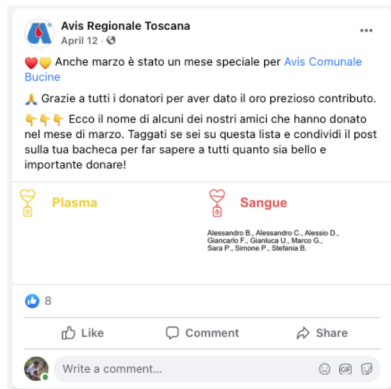 Avis Regionale Toscana
April 12 ·
Anche marzo è stato un mese speciale per Avis Comunale
Bucine
Grazie a tutti i donatori per aver dato il oro prezioso contributo.
Ecco il nome di alcuni dei nostri amici che hanno donato
nel mese di marzo. Taggati se sei su questa lista e condividi il post
sulla tua bacheca per far sapere a tutti quanto sia bello e
importante donare!
Plasma
Sangue
Alessandro B., Alessandro C., Alessio D.,
Giancarlo F., Gianluca U., Marco G.,
Sara P., Simone P., Stefania B.
8
Like Comment Share
Write a comment...
GIF